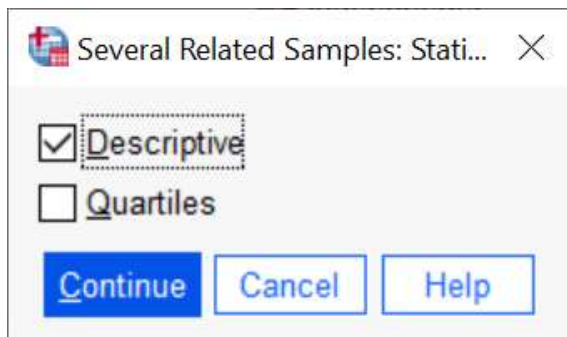 Several Related Samples: Stati...
Descriptive
Quartiles
Continue Cancel Help